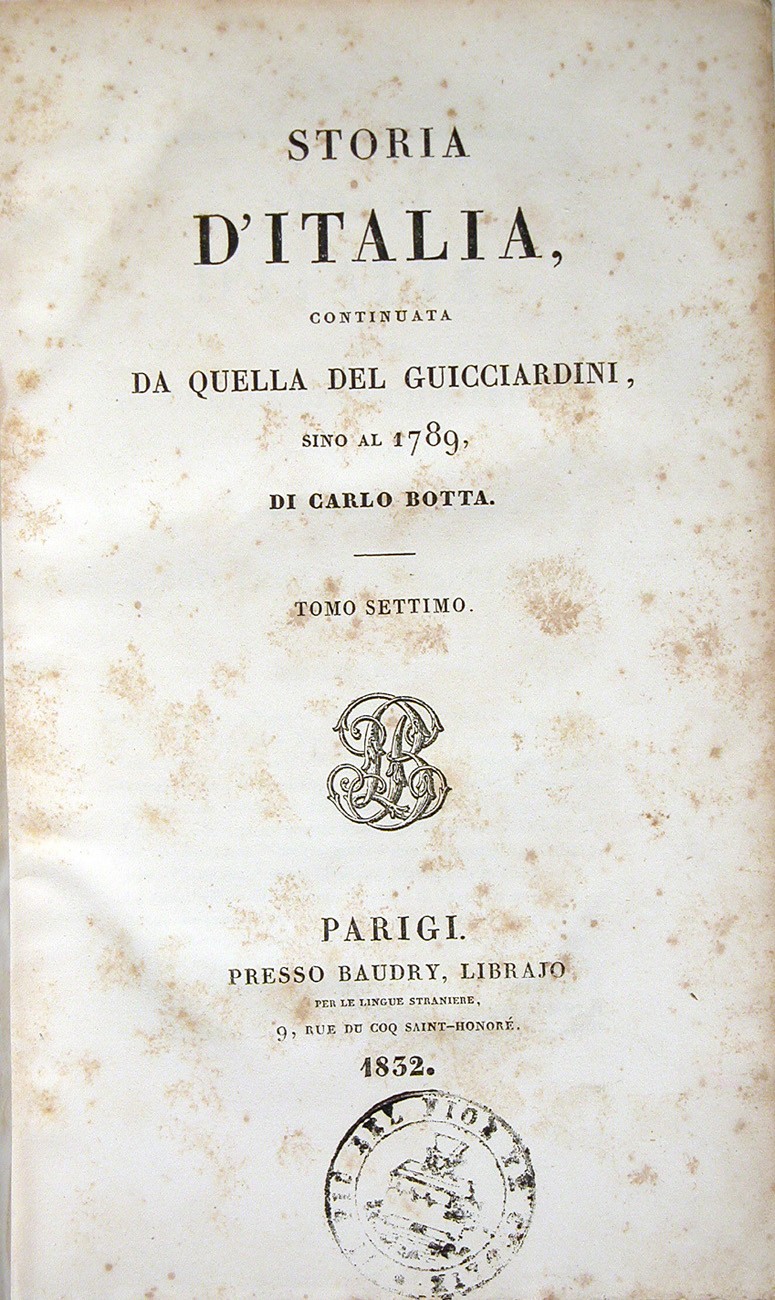 STORIA
D'ITALIA,
CONTINUATA
DA QUELLA DEL GUICCIARDINI,
SINO AL 1789,
DI CARLO BOTTA.
TOMO SETTIMO.
PARIGI.
PRESSO BAUDRY, LIBRAJO
PER LE LINGUE STRANIERE,
9, RUE DU COQ SAINT-HONORÉ.
1832.